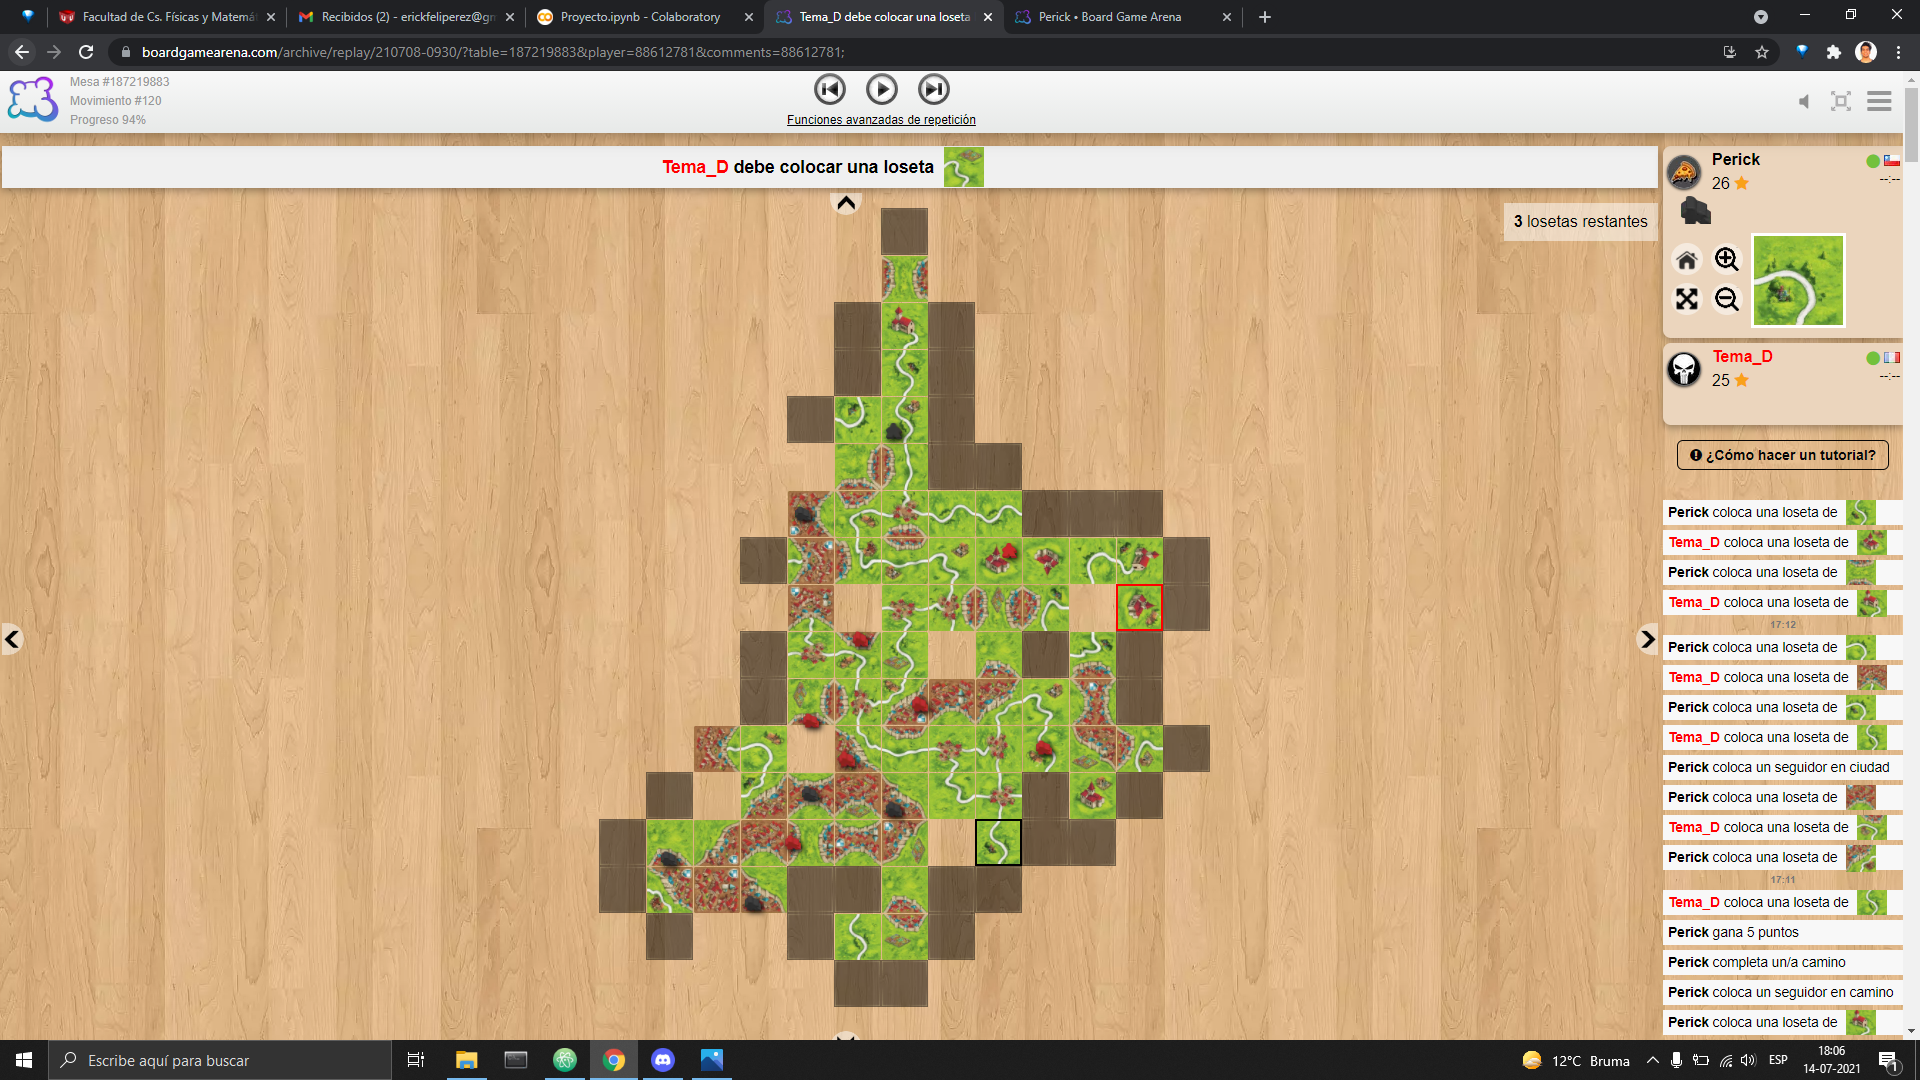 Facultad de Cs. Físicas y Matemát
Recibidos (2) - erickfeliperez@gm
Proyecto.ipynb - Colaboratory
Tema_D debe colocar una loseta
Perick • Board Game Arena
boardgamearena.com/archive/replay/210708-0930/?table=187219883&player=88612781&comments=88612781;
Mesa #187219883
Movimiento #120
Progreso 94%
Funciones avanzadas de repetición
Tema_D debe colocar una loseta
3 losetas restantes
Perick
26
--:--
Tema_D
25
--:--
¿Cómo hacer un tutorial?
Perick coloca una loseta de
Tema_D coloca una loseta de
Perick coloca una loseta de
Tema_D coloca una loseta de
17:12
Perick coloca una loseta de
Tema_D coloca una loseta de
Perick coloca una loseta de
Tema_D coloca una loseta de
Perick coloca un seguidor en ciudad
Perick coloca una loseta de
Tema_D coloca una loseta de
Perick coloca una loseta de
17:11
Tema_D coloca una loseta de
Perick gana 5 puntos
Perick completa un/a camino
Perick coloca un seguidor en camino
Perick coloca una loseta de
Escribe aquí para buscar
12°C Bruma
ESP
18:06
14-07-2021
1